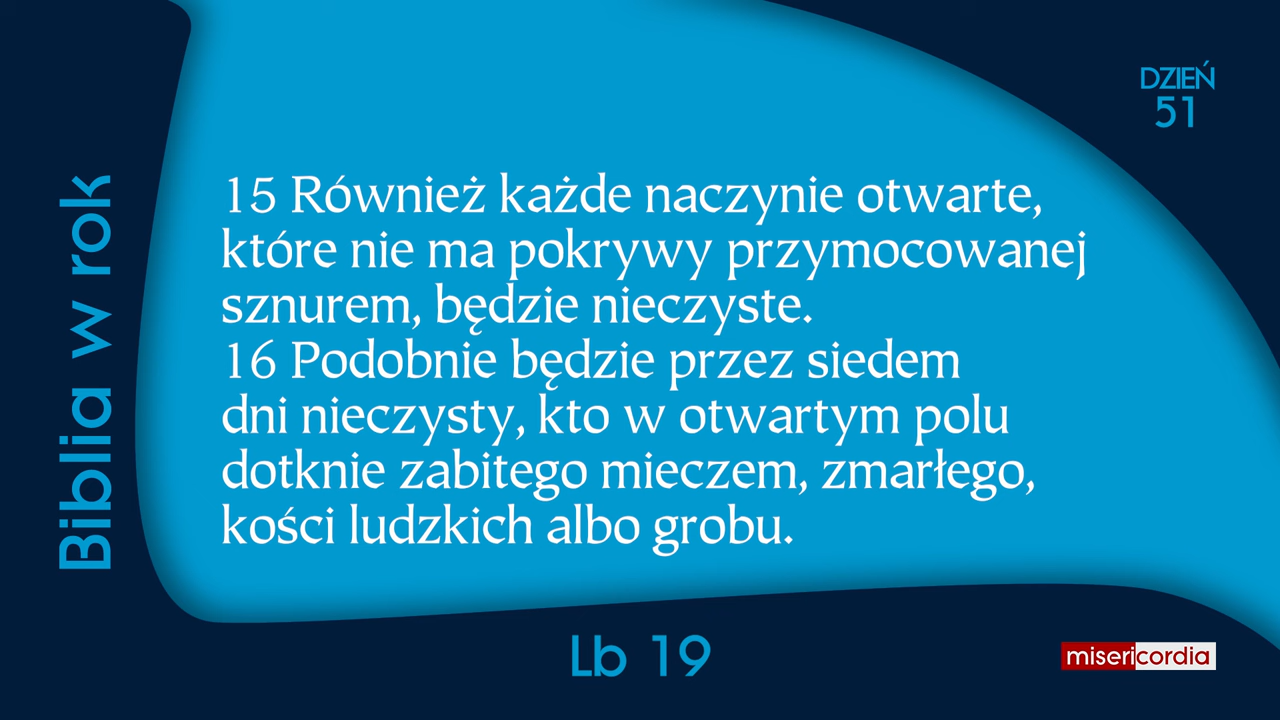 DZIEŃ
51
Biblia w rok
15 Również każde naczynie otwarte,
które nie ma pokrywy przymocowanej
sznurem, będzie nieczyste.
16 Podobnie będzie przez siedem
dni nieczysty, kto w otwartym polu
dotknie zabitego mieczem, zmarłego,
kości ludzkich albo grobu.
Lb 19
misericordia